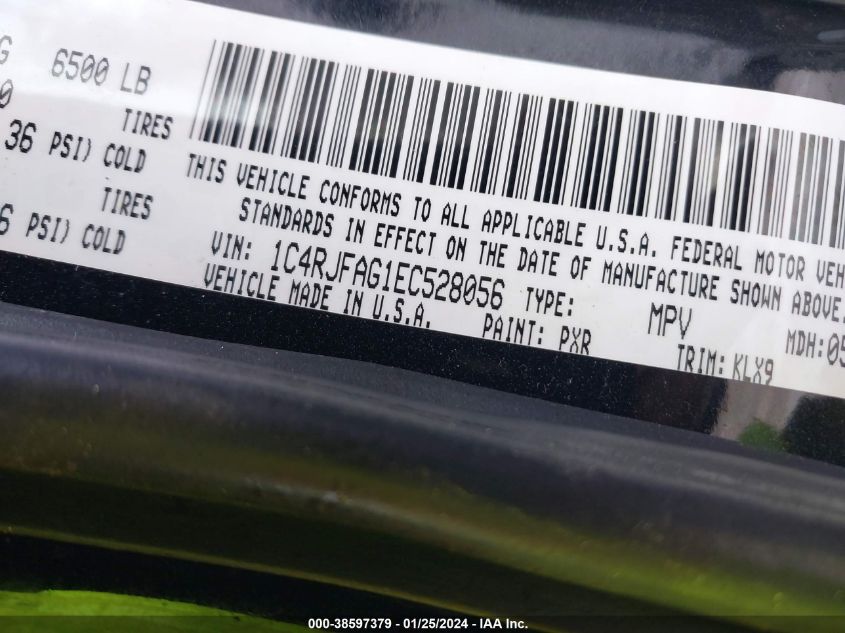 G 6500 LB
0 TIRES
36 PSI) COLD
TIRES
6 PSI) COLD
THIS VEHICLE CONFORMS TO ALL APPLICABLE U.S.A. FEDERAL MOTOR VEH
STANDARDS IN EFFECT ON THE DATE OF MANUFACTURE SHOWN ABOVE.
VIN: 1C4RJFAG1EC528056 TYPE: MPV MDH:05
VEHICLE MADE IN U.S.A. PAINT: PXR TRIM: KLX9
000-38597379 - 01/25/2024 - IAA Inc.